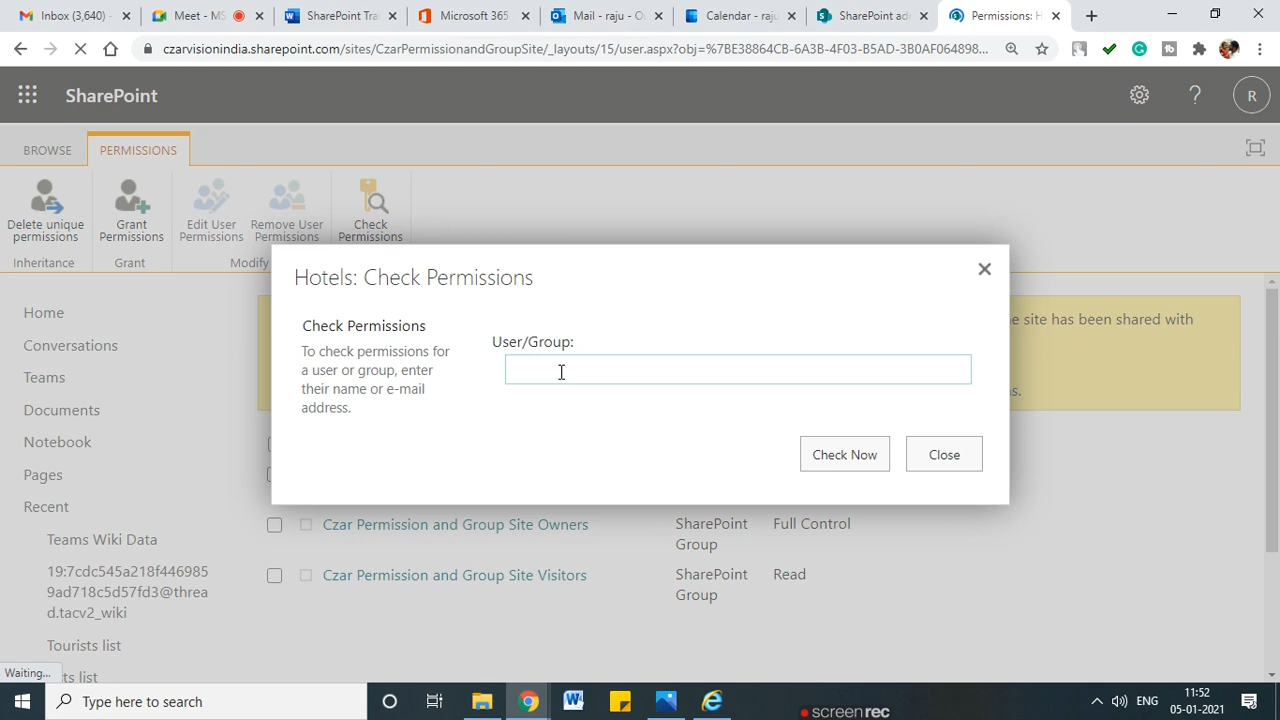 Inbox (3,640) -
Meet - MS
SharePoint Tra
Microsoft 365
Mail - raju - O
Calendar - raj
SharePoint ad
Permissions: H
czarvisionindia.sharepoint.com/sites/CzarPermissionandGroupSite/_layouts/15/user.aspx?obj=%7BE38864CB-6A3B-4F03-B5AD-3B0AF064898...
SharePoint
R
BROWSE
PERMISSIONS
Delete unique
permissions
Grant
Permissions
Edit User
Permissions
Remove User
Permissions
Check
Permissions
Inheritance
Grant
Modify
Hotels: Check Permissions
Check Permissions
To check permissions for
a user or group, enter
their name or e-mail
address.
User/Group:
Check Now
Close
e site has been shared with
s.
Home
Conversations
Teams
Documents
Notebook
Pages
Recent
Teams Wiki Data
19:7cdc545a218f446985
9ad718c5d57fd3@threa
d.tacv2_wiki
Tourists list
ts list
Czar Permission and Group Site Owners
SharePoint
Group
Full Control
Czar Permission and Group Site Visitors
SharePoint
Group
Read
Waiting...
Type here to search
screenrec
ENG
11:52
05-01-2021